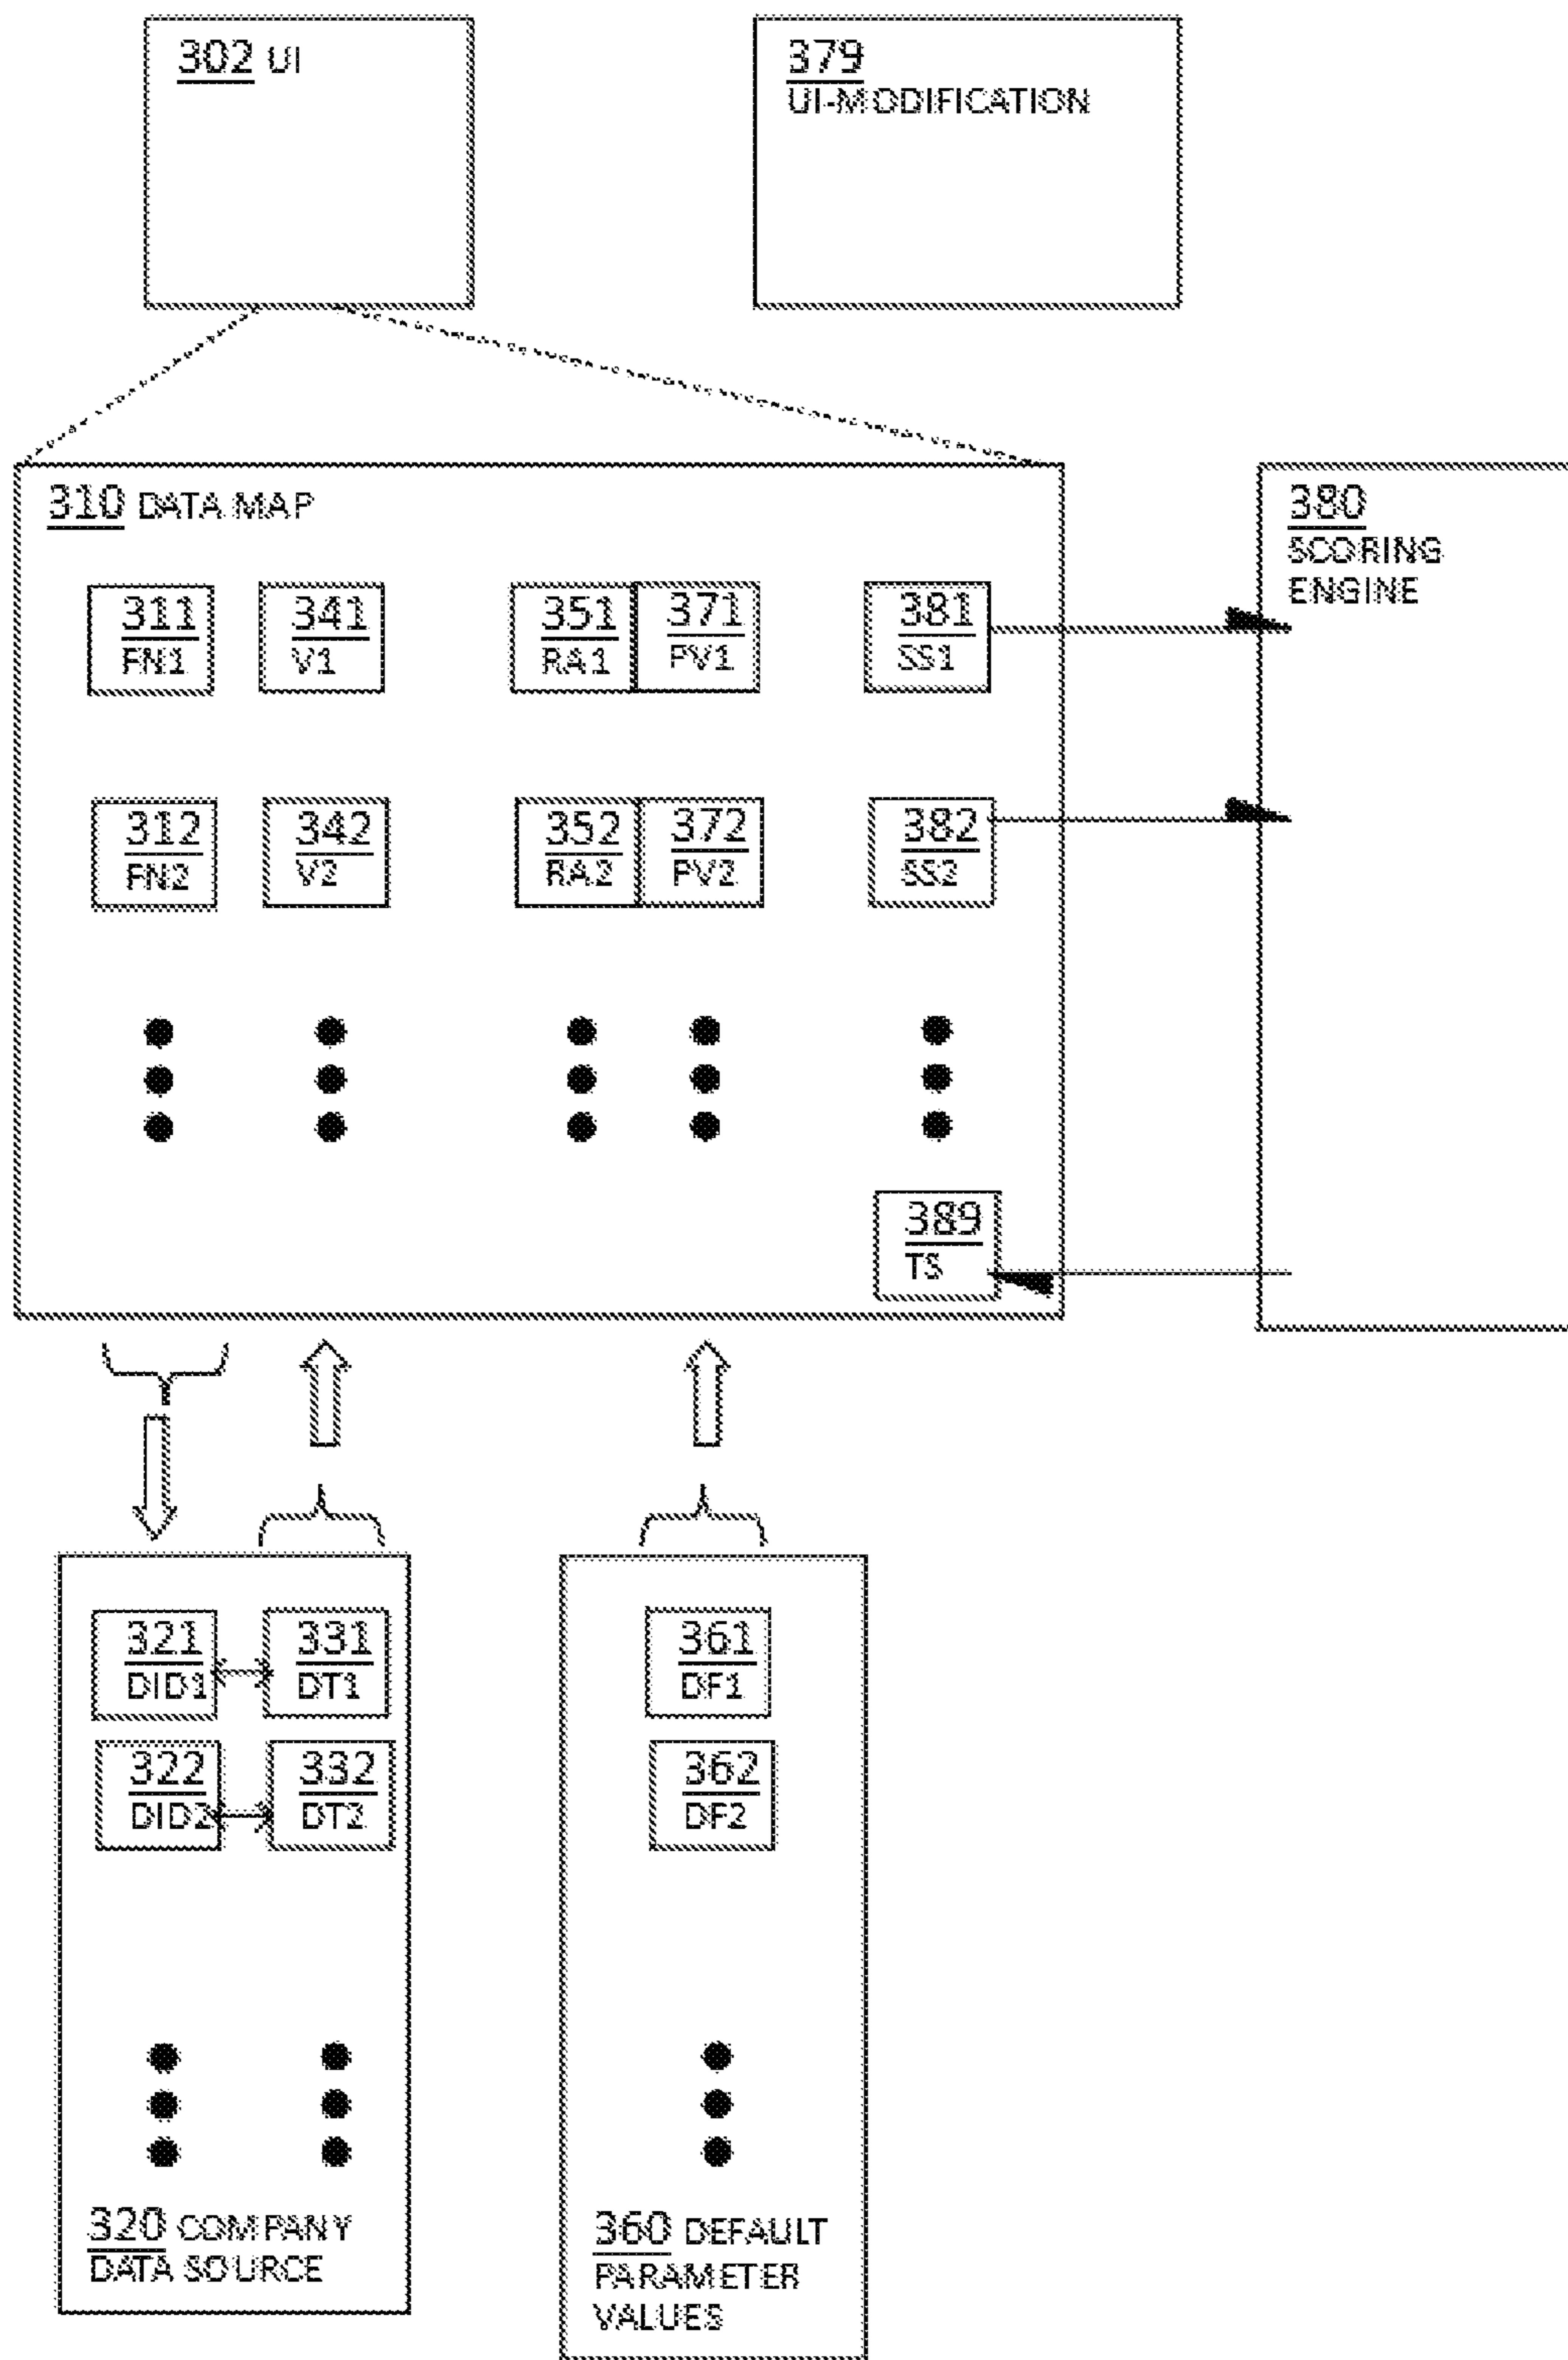 302 UI
379
UI-MODIFICATION
310 DATA MAP
380
SCORING
ENGINE
311
FN1
341
V1
351
RA1
371
PV1
381
SS1
312
FN2
342
V2
352
RA2
372
PV2
382
SS2
389
TS
321
DID1
331
DT1
361
DF1
322
DID2
332
DT2
362
DF2
320 COMPANY
DATA SOURCE
360 DEFAULT
PARAMETER
VALUES